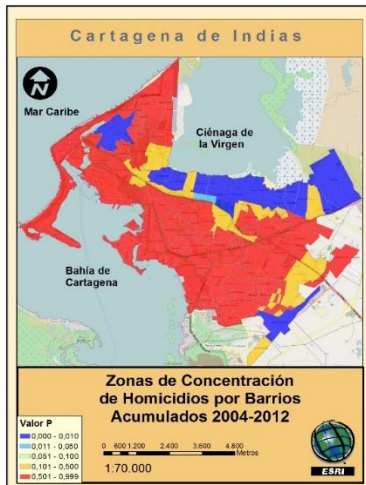 Cartagena de Indias
N
Mar Caribe
Ciénaga de
la Virgen
Bahía de
Cartagena
Zonas de Concentración
de Homicidios por Barrios
Acumulados 2004-2012
Valor P
0,000 - 0,010
0,011 - 0,050
0,051 - 0,100
0,101 - 0,500
0,501 - 0,999
0 600 1.200 2.400 3.600 4.800
Metros
1:70.000
ESRI